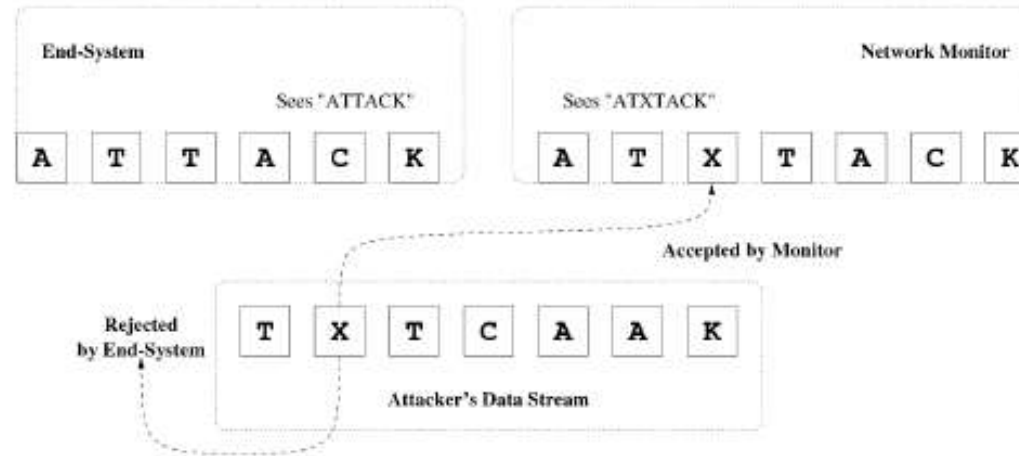 End-System
Network Monitor
Sees "ATTACK"
Sees "ATXTACK"
A T T A C K
A T X T A C K
Accepted by Monitor
Rejected
by End-System
T X T C A A K
Attacker's Data Stream